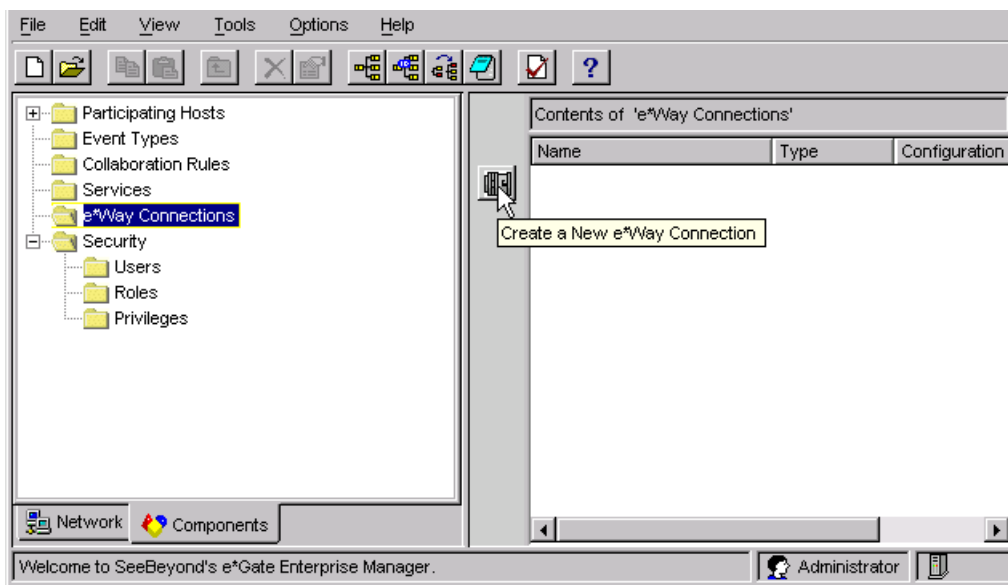 File Edit View Tools Options Help
?
Participating Hosts
Event Types
Collaboration Rules
Services
e*Way Connections
Security
Users
Roles
Privileges
Network Components
Contents of 'e*Way Connections'
Name Type Configuration
Create a New e*Way Connection
Welcome to SeeBeyond's e*Gate Enterprise Manager. Administrator